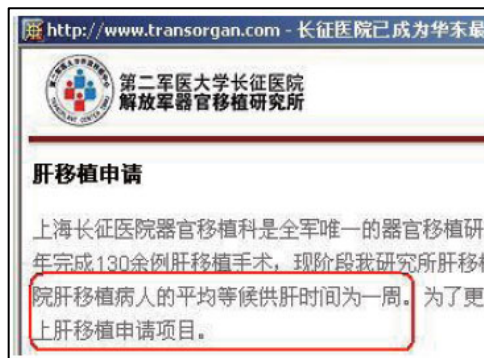 http://www.transorgan.com - 长征医院已成为华东最
第二军医大学长征医院
解放军器官移植研究所
肝移植申请
上海长征医院器官移植科是全军唯一的器官移植研
年完成130余例肝移植手术，现阶段我研究所肝移
院肝移植病人的平均等候供肝时间为一周。为了更
上肝移植申请项目。